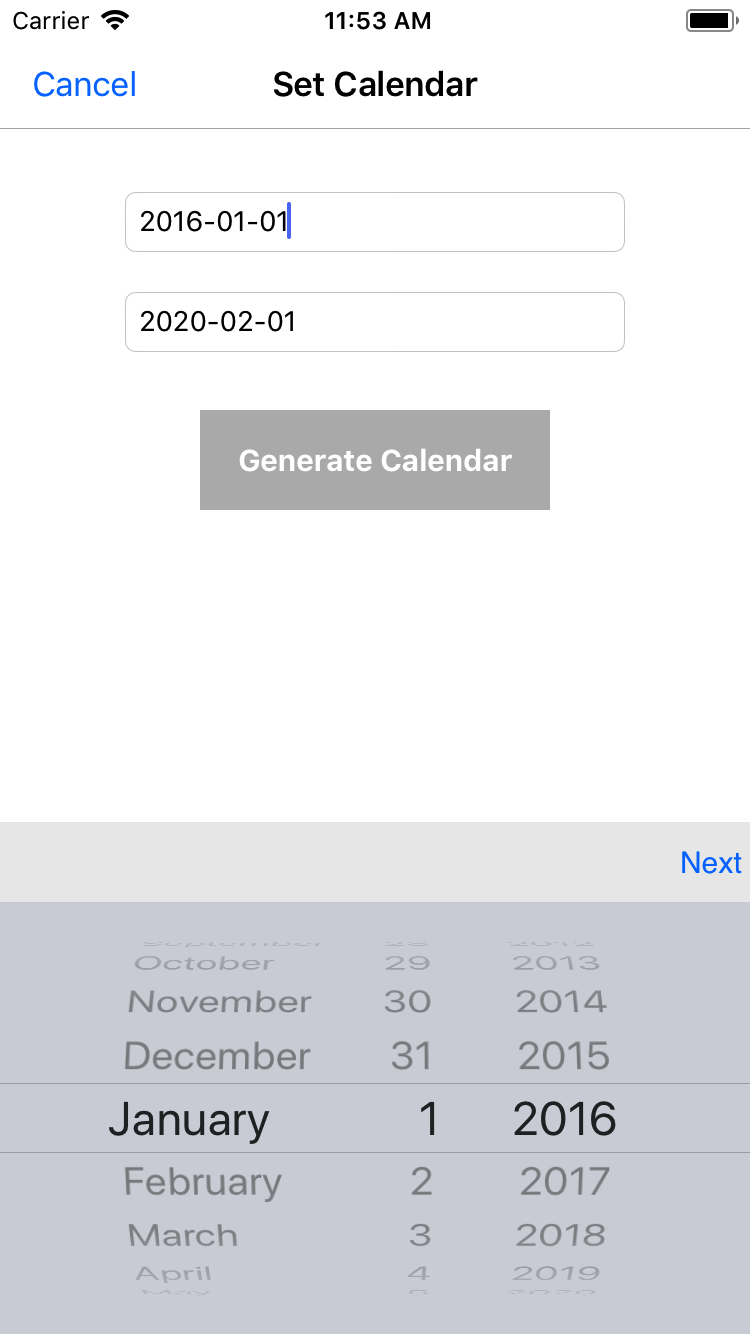 Carrier 11:53 AM
Cancel Set Calendar
2016-01-01
2020-02-01
Generate Calendar
Next
October 29 2013
November 30 2014
December 31 2015
January 1 2016
February 2 2017
March 3 2018
April 4 2019